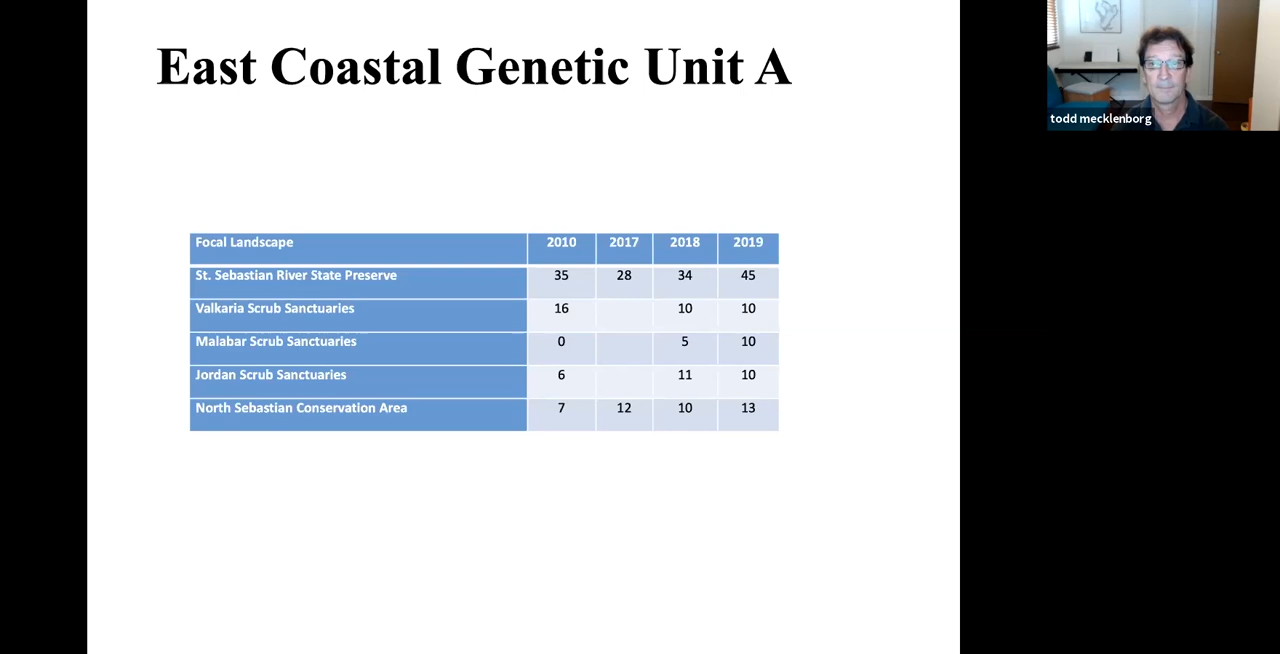 East Coastal Genetic Unit A
todd mecklenborg
Focal Landscape 2010 2017 2018 2019
St. Sebastian River State Preserve 35 28 34 45
Valkaria Scrub Sanctuaries 16 10 10
Malabar Scrub Sanctuaries 0 5 10
Jordan Scrub Sanctuaries 6 11 10
North Sebastian Conservation Area 7 12 10 13